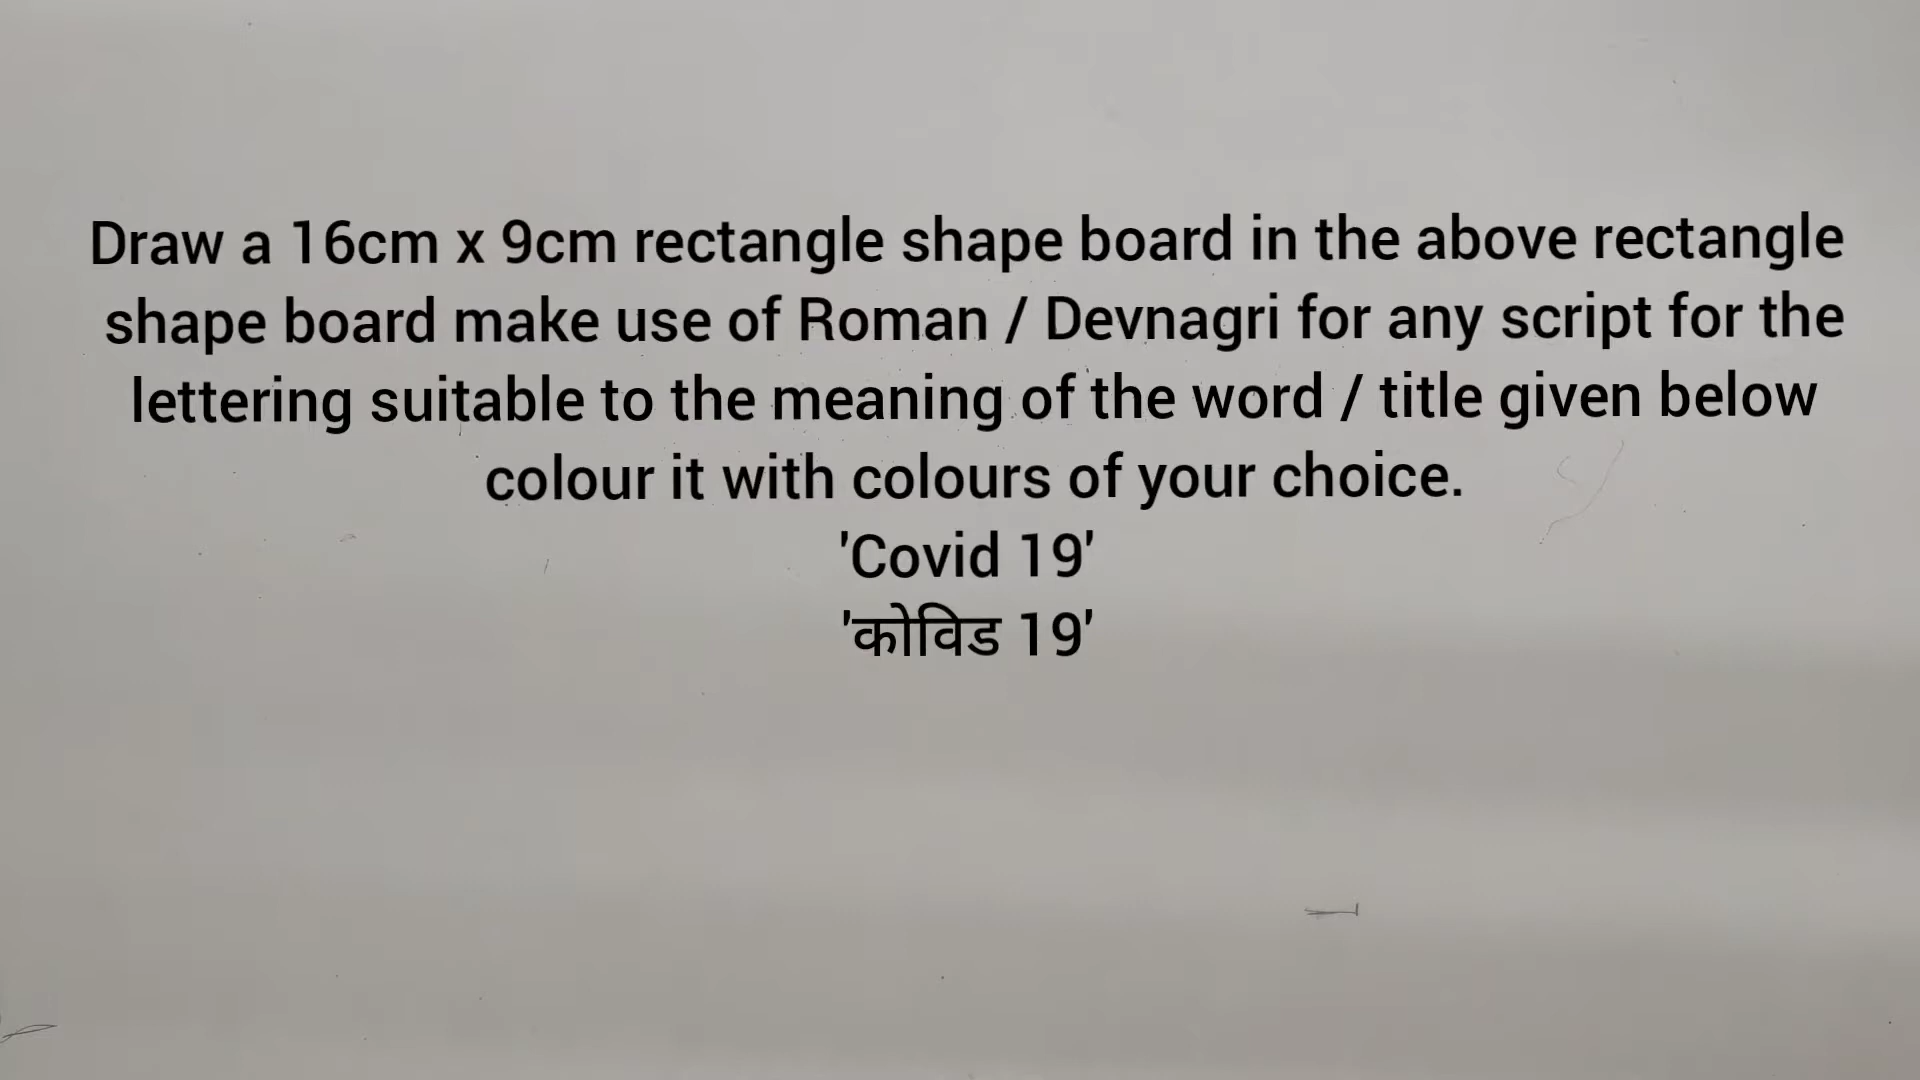 Draw a 16cm x 9cm rectangle shape board in the above rectangle
shape board make use of Roman / Devnagri for any script for the
lettering suitable to the meaning of the word / title given below
colour it with colours of your choice.
'Covid 19'
'कोविड 19'